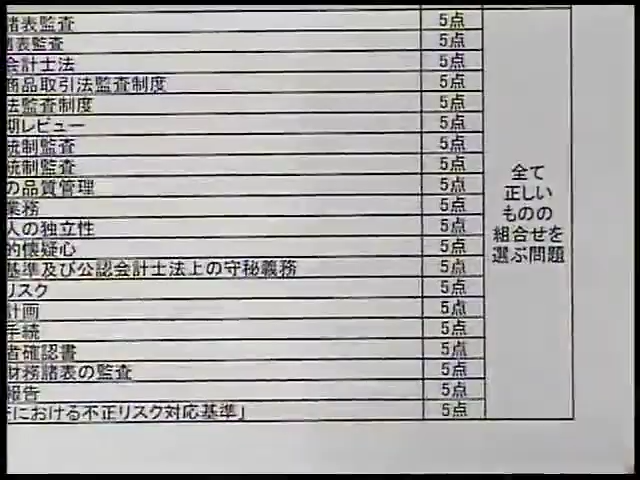 諸表監査 5点
諸表監査 5点
会計士法 5点
商品取引法監査制度 5点
法監査制度 5点
期レビュー 5点
統制監査 5点
統制監査 5点
の品質管理 5点
業務 5点
人の独立性 5点
的懐疑心 5点
基準及び公認会計士法上の守秘義務 5点
リスク 5点
計画 5点
手続 5点
者確認書 5点
財務諸表の監査 5点
報告 5点
における不正リスク対応基準」 5点
全て
正しい
ものの
組合せを
選ぶ問題